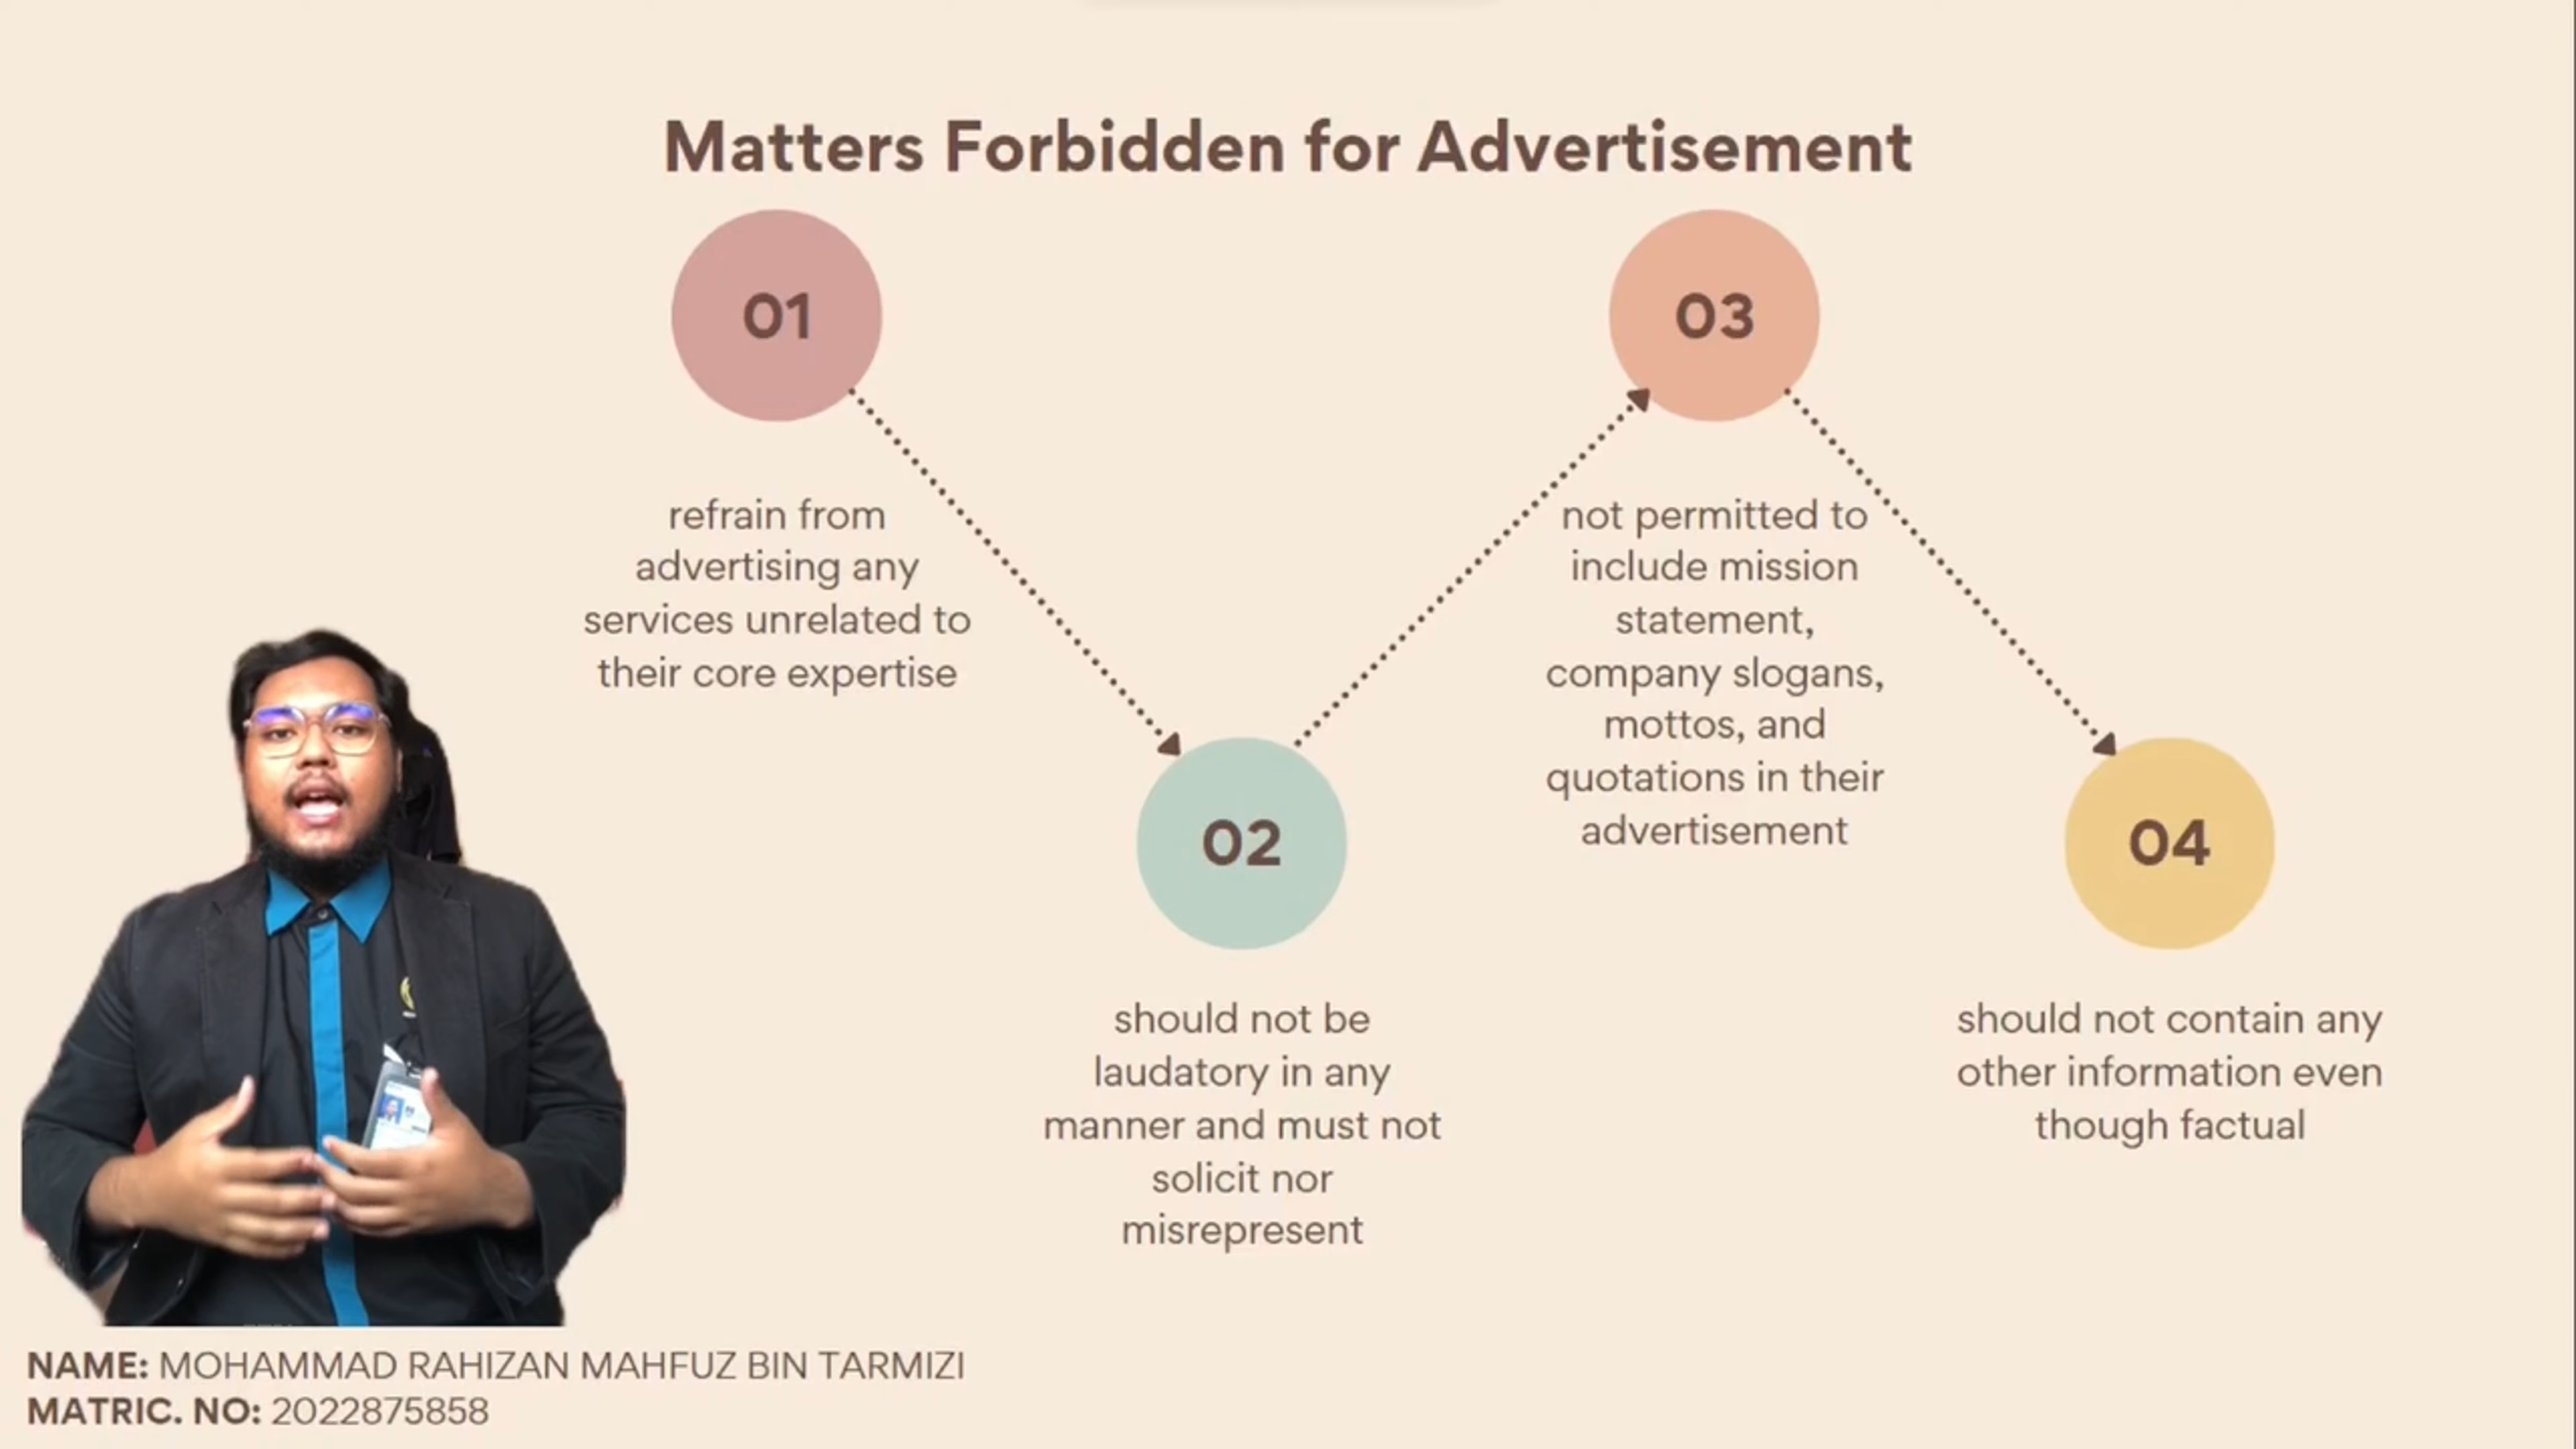 Matters Forbidden for Advertisement
01
refrain from
advertising any
services unrelated to
their core expertise
02
should not be
laudatory in any
manner and must not
solicit nor
misrepresent
03
not permitted to
include mission
statement,
company slogans,
mottos, and
quotations in their
advertisement
04
should not contain any
other information even
though factual
NAME: MOHAMMAD RAHIZAN MAHFUZ BIN TARMIZI
MATRIC. NO: 2022875858